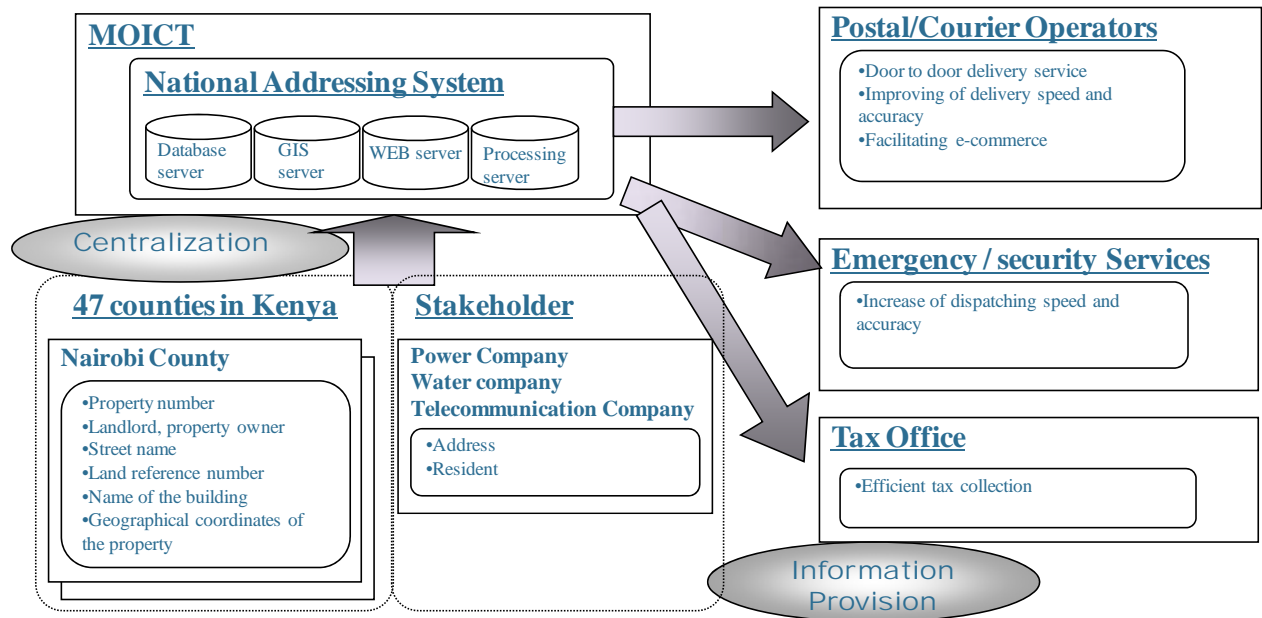 MOICT
National Addressing System
Database
server
GIS
server
WEB server
Processing
server
Centralization
47 counties in Kenya
Nairobi County
•Property number
•Landlord, property owner
•Street name
•Land reference number
•Name of the building
•Geographical coordinates of
the property
Stakeholder
Power Company
Water company
Telecommunication Company
•Address
•Resident
Postal/Courier Operators
•Door to door delivery service
•Improving of delivery speed and
accuracy
•Facilitating e-commerce
Emergency / security Services
•Increase of dispatching speed and
accuracy
Tax Office
•Efficient tax collection
Information
Provision